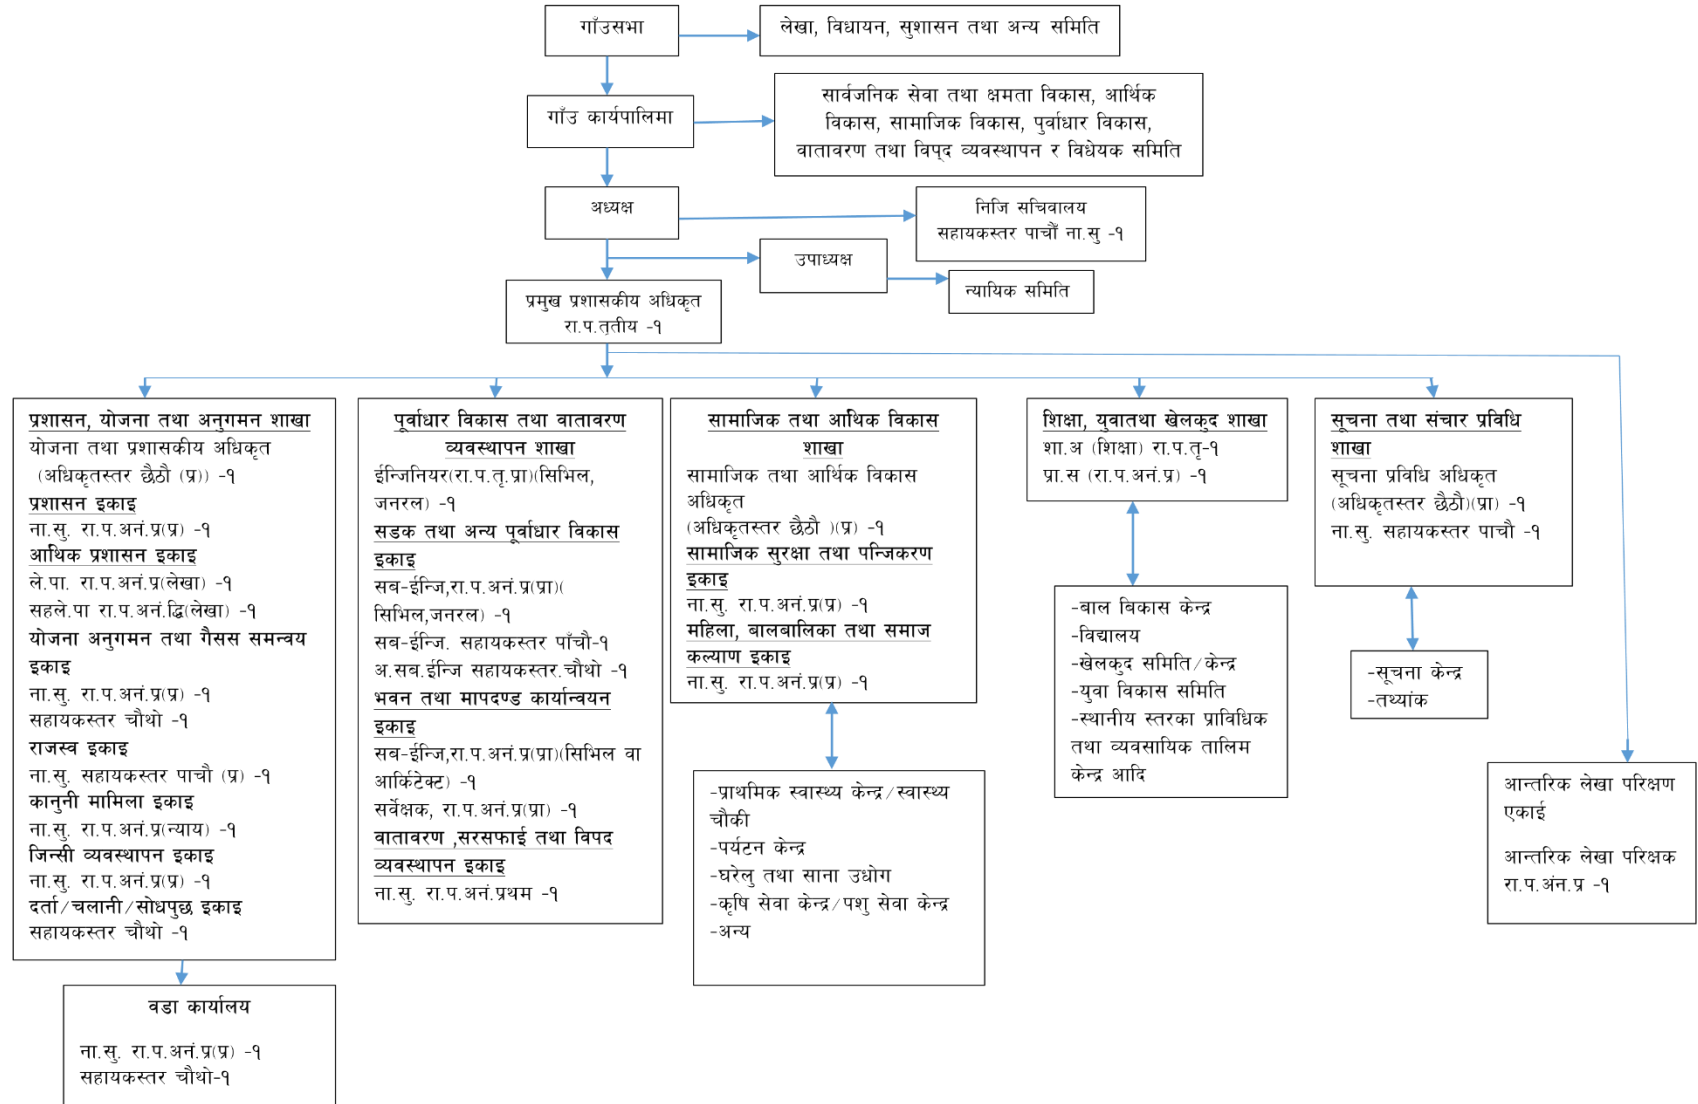 गाँउसभा
लेखा, विधायन, सुशासन तथा अन्य समिति
गाँउ कार्यपालिमा
सार्वजनिक सेवा तथा क्षमता विकास, आर्थिक
विकास, सामाजिक विकास, पुर्वाधार विकास,
वातावरण तथा विप्द व्यवस्थापन र विधेयक समिति
अध्यक्ष
निजि सचिवालय
सहायकस्तर पाचौँ ना.सु -१
उपाध्यक्ष
न्यायिक समिति
प्रमुख प्रशासकीय अधिकृत
रा.प.तृतीय -१
प्रशासन, योजना तथा अनुगमन शाखा
योजना तथा प्रशासकीय अधिकृत
(अधिकृतस्तर छैठौ (प्र)) -१
प्रशासन इकाइ
ना.सु. रा.प.अनं.प्र(प्र) -१
आर्थिक प्रशासन इकाइ
ले.पा. रा.प.अनं.प्र(लेखा) -१
सहले.पा रा.प.अनं.द्धि(लेखा) -१
योजना अनुगमन तथा गैसस समन्वय
इकाइ
ना.सु. रा.प.अनं.प्र(प्र) -१
सहायकस्तर चौथो -१
राजस्व इकाइ
ना.सु. सहायकस्तर पाचौ (प्र) -१
कानुनी मामिला इकाइ
ना.सु. रा.प.अनं.प्र(न्याय) -१
जिन्सी व्यवस्थापन इकाइ
ना.सु. रा.प.अनं.प्र(प्र) -१
दर्ता/चलानी/सोधपुछ इकाइ
सहायकस्तर चौथो -१
वडा कार्यालय
ना.सु. रा.प.अनं.प्र(प्र) -१
सहायकस्तर चौथो-१
पूर्वाधार विकास तथा वातावरण
व्यवस्थापन शाखा
ईन्जिनियर(रा.प.तृ.प्रा)(सिभिल,
जनरल) -१
सडक तथा अन्य पूर्वाधार विकास
इकाइ
सब-ईन्जि,रा.प.अनं.प्र(प्रा)(
सिभिल,जनरल) -१
सब-ईन्जि. सहायकस्तर पाँचौ-१
अ.सब.ईन्जि सहायकस्तर.चौथो -१
भवन तथा मापदण्ड कार्यान्वयन
इकाइ
सब-ईन्जि,रा.प.अनं.प्र(प्रा)(सिभिल वा
आर्किटेक्ट) -१
सर्वेक्षक, रा.प.अनं.प्र(प्रा) -१
वातावरण ,सरसफाई तथा विपद
व्यवस्थापन इकाइ
ना.सु. रा.प.अनं.प्रथम -१
सामाजिक तथा आर्थिक विकास
शाखा
सामाजिक तथा आर्थिक विकास
अधिकृत
(अधिकृतस्तर छैठौ )(प्र) -१
सामाजिक सुरक्षा तथा पन्जिकरण
इकाइ
ना.सु. रा.प.अनं.प्र(प्र) -१
महिला, बालबालिका तथा समाज
कल्याण इकाइ
ना.सु. रा.प.अनं.प्र(प्र) -१
-प्राथमिक स्वास्थ्य केन्द्र/स्वास्थ्य
चौकी
-पर्यटन केन्द्र
-घरेलु तथा साना उधोग
-कृषि सेवा केन्द्र/पशु सेवा केन्द्र
-अन्य
शिक्षा, युवातथा खेलकुद शाखा
शा.अ (शिक्षा) रा.प.तृ-१
प्रा.स (रा.प.अनं.प्र) -१
-बाल बिकास केन्द्र
-विद्यालय
-खेलकुद समिति/केन्द्र
-युवा विकास समिति
-स्थानीय स्तरका प्राविधिक
तथा व्यवसायिक तालिम
केन्द्र आदि
सूचना तथा संचार प्रविधि
शाखा
सूचना प्रविधि अधिकृत
(अधिकृतस्तर छैठौ)(प्रा) -१
ना.सु. सहायकस्तर पाचौ -१
-सूचना केन्द्र
-तथ्यांक
आन्तरिक लेखा परिक्षण
एकाई
आन्तरिक लेखा परिक्षक
रा.प.अंन.प्र -१